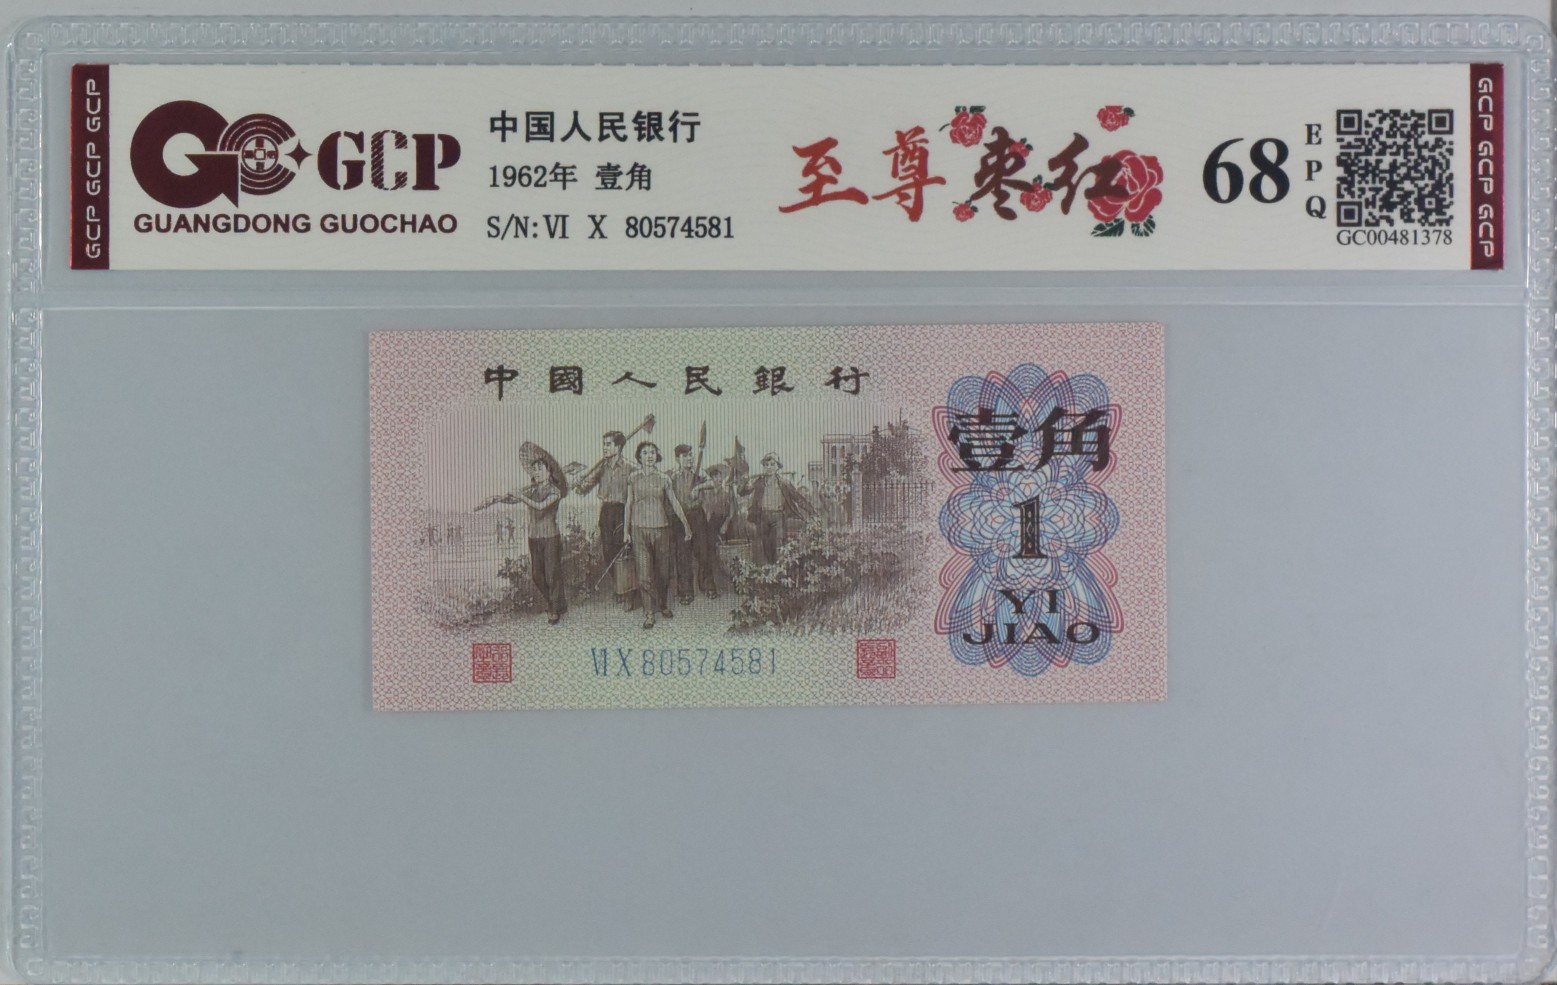 GCP GCP GCP
GCP
GUANGDONG GUOCHAO
中国人民银行
1962年 壹角
S/N:VI X 80574581
至尊枣红
68
EPQ
GC00481378
GCP GCP GCP
中國人民銀行
壹角
1
YI
JIAO
VI X 80574581